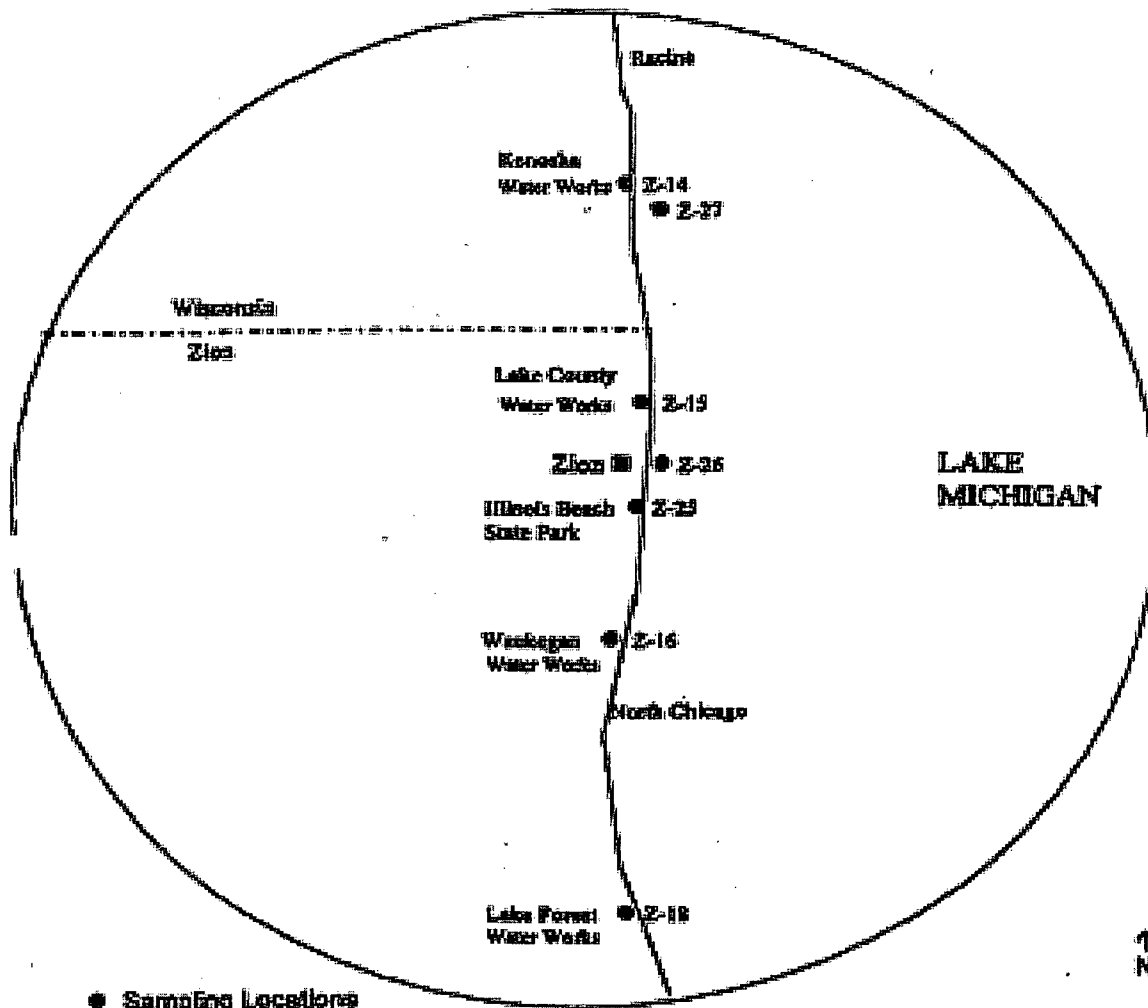 Racine
Kenosha
Water Works
Z-14
Z-27
Wisconsin
Zion
Lake County
Water Works
Z-15
Zion
Z-26
LAKE
MICHIGAN
Illinois Beach
State Park
Z-25
Waukegan
Water Works
Z-16
North Chicago
Lake Forest
Water Works
Z-18
Sampling Locations